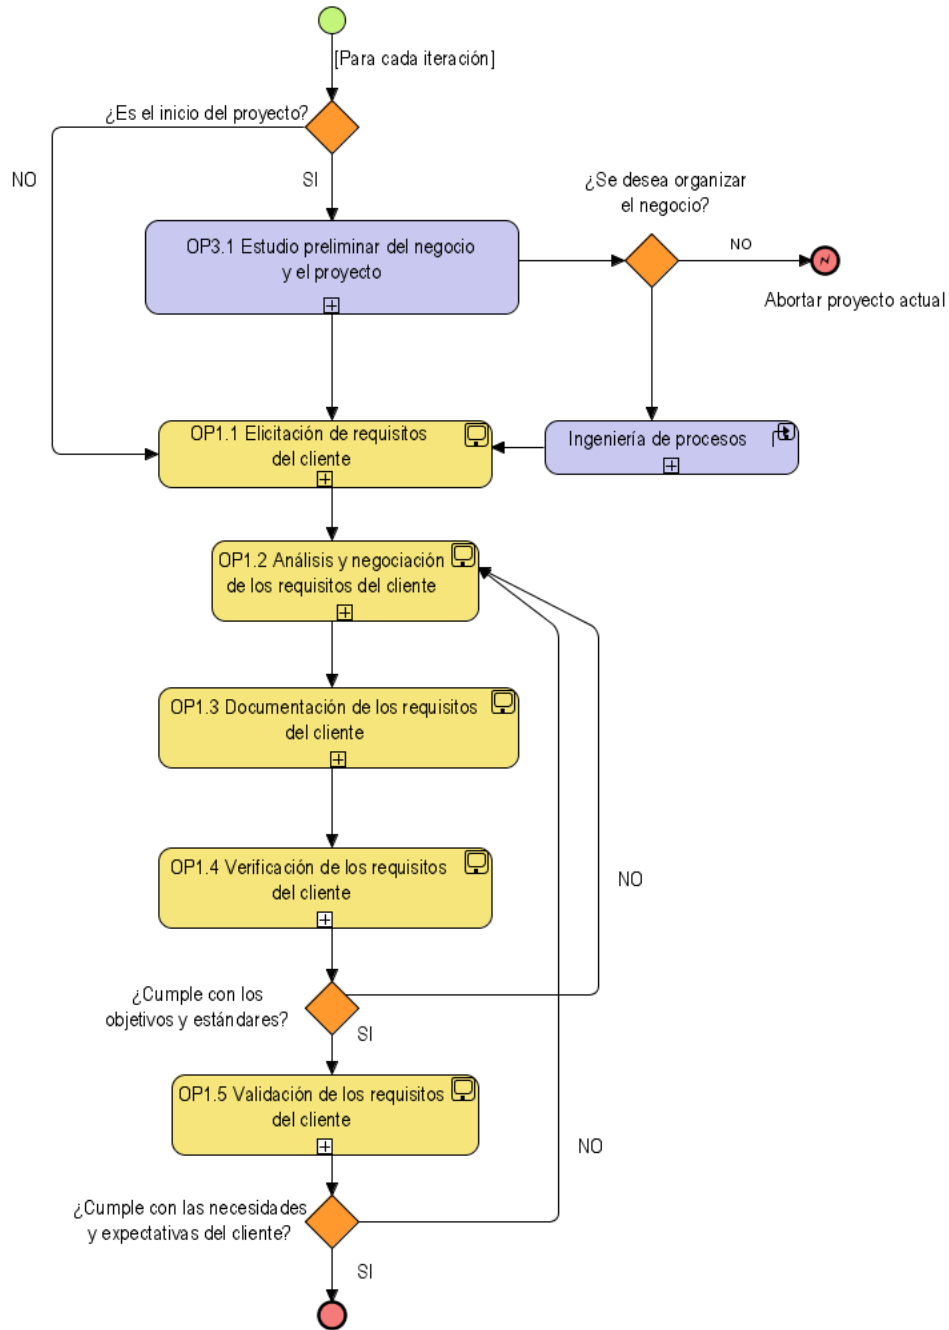 [Para cada iteración]
¿Es el inicio del proyecto?
NO
SI
¿Se desea organizar
el negocio?
OP3.1 Estudio preliminar del negocio
y el proyecto
NO
Abortar proyecto actual
OP1.1 Elicitación de requisitos
del cliente
Ingeniería de procesos
OP1.2 Análisis y negociación
de los requisitos del cliente
OP1.3 Documentación de los requisitos
del cliente
OP1.4 Verificación de los requisitos
del cliente
NO
¿Cumple con los
objetivos y estándares?
SI
OP1.5 Validación de los requisitos
del cliente
NO
¿Cumple con las necesidades
y expectativas del cliente?
SI